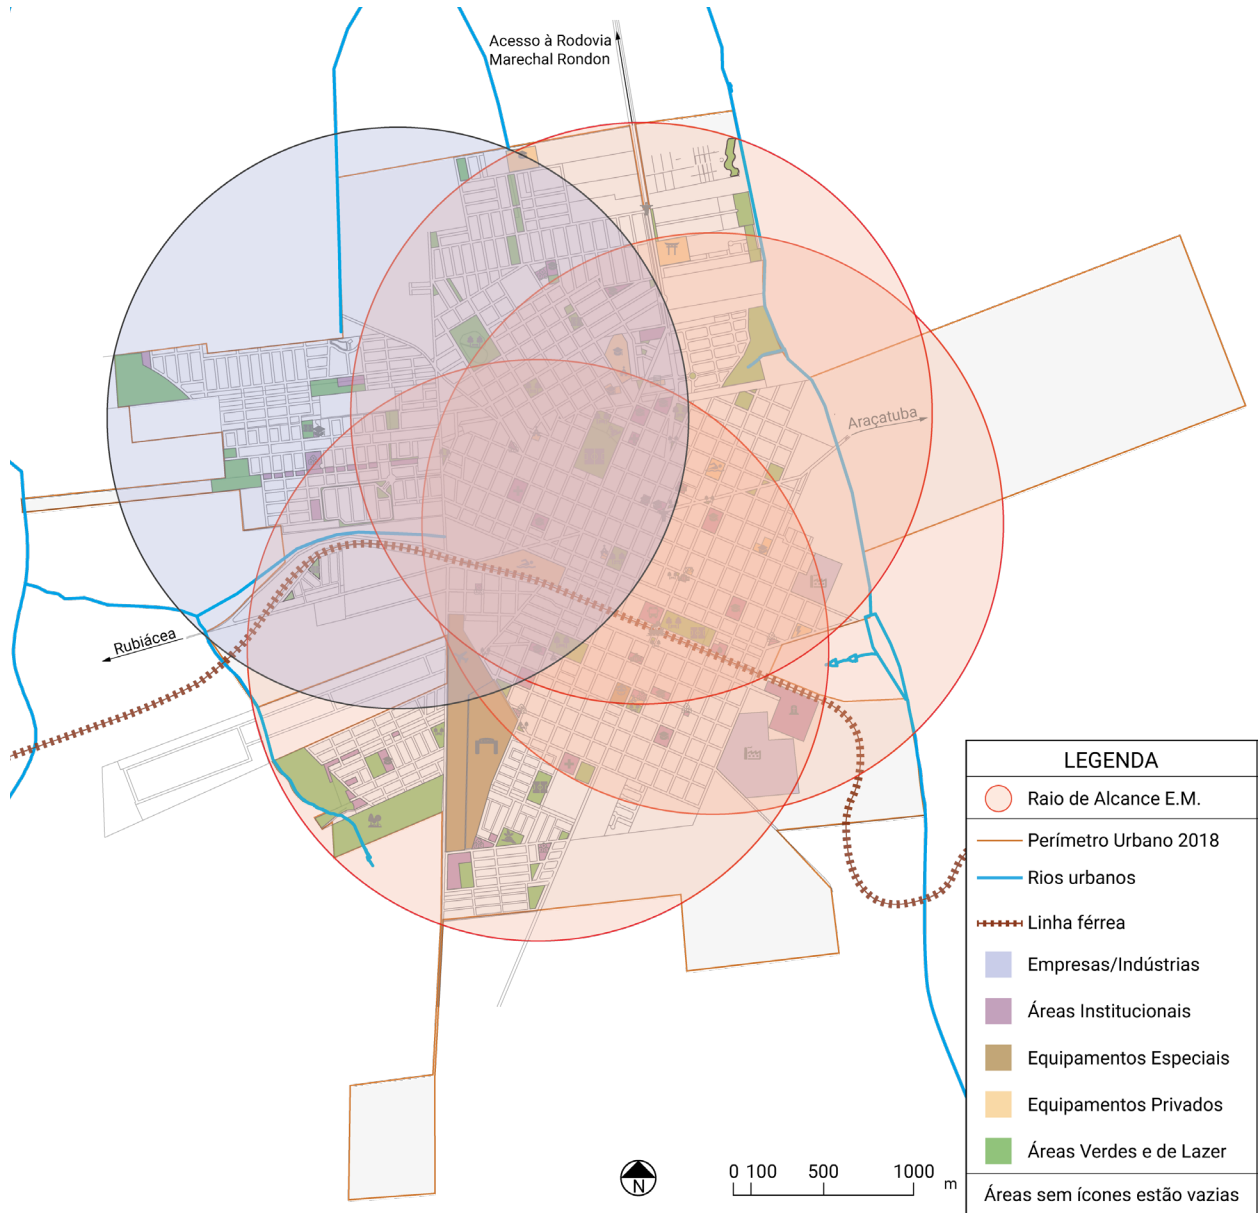 Acesso à Rodovia
Marechal Rondon
Araçatuba
Rubiácea
LEGENDA
Raio de Alcance E.M.
Perímetro Urbano 2018
Rios urbanos
Linha férrea
Empresas/Indústrias
Áreas Institucionais
Equipamentos Especiais
Equipamentos Privados
Áreas Verdes e de Lazer
Áreas sem ícones estão vazias
N
0 100 500 1000
m